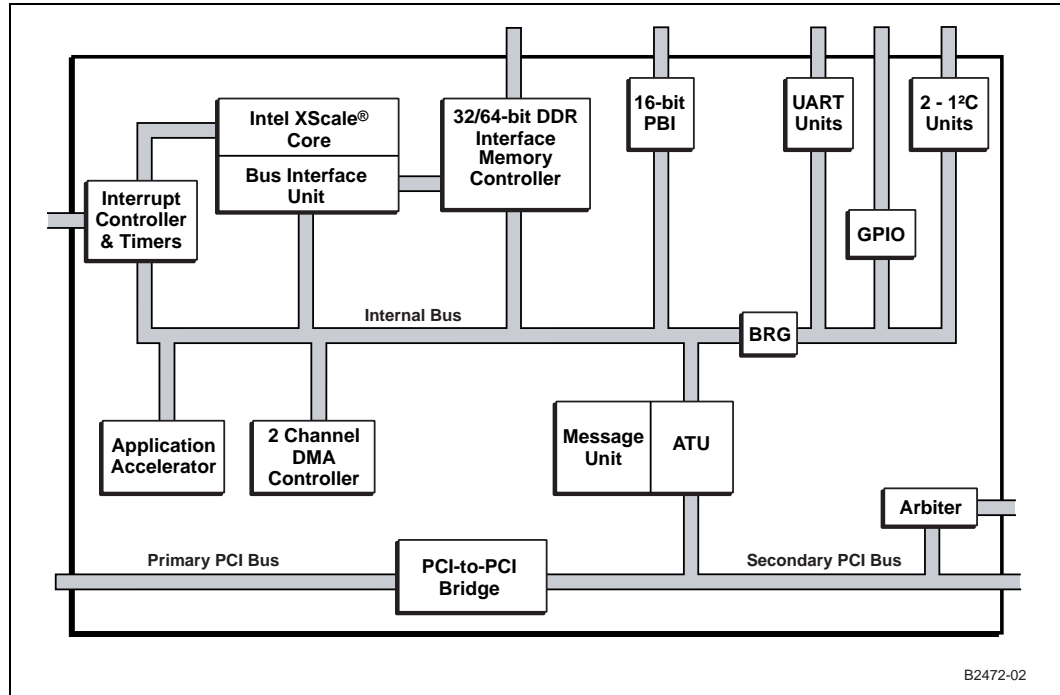 Intel XScale® Core
Bus Interface
Unit
32/64-bit DDR
Interface
Memory
Controller
16-bit
PBI
UART
Units
2 - 1²C
Units
Interrupt
Controller
& Timers
GPIO
Internal Bus
BRG
Application
Accelerator
2 Channel
DMA
Controller
Message
Unit
ATU
Arbiter
Primary PCI Bus
PCI-to-PCI
Bridge
Secondary PCI Bus
B2472-02